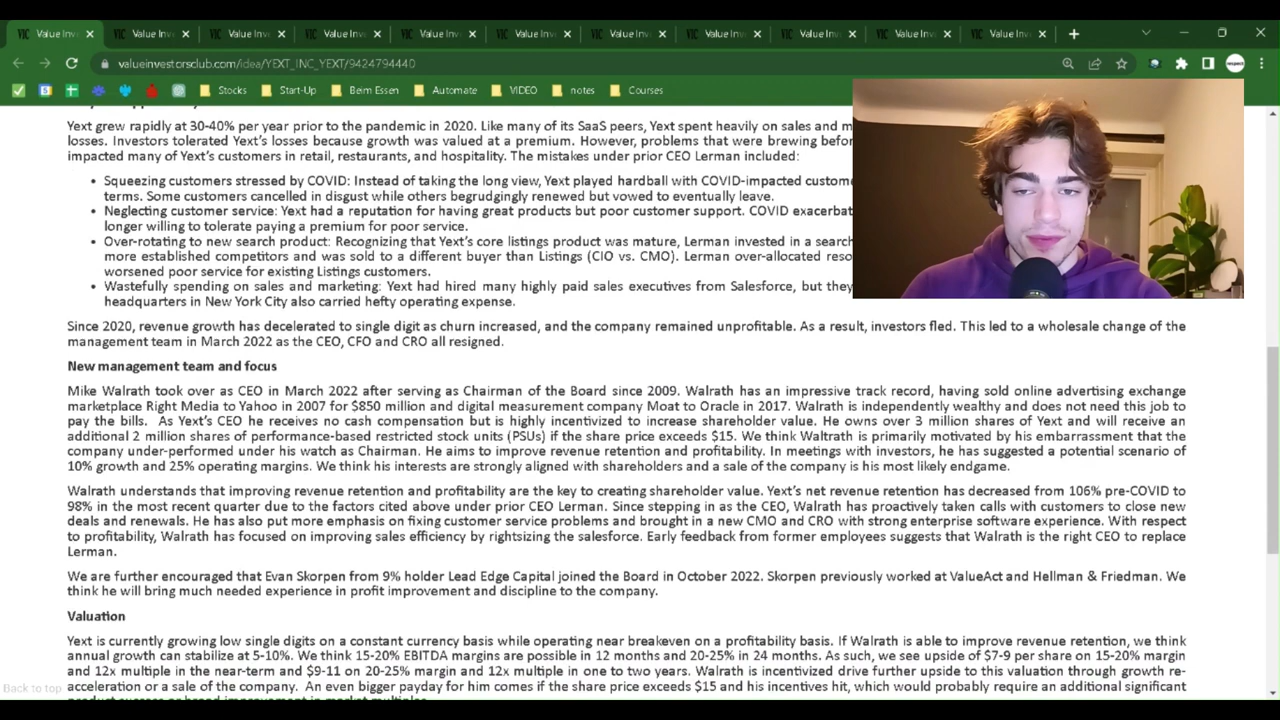 Value Inv
Value Inv
Value Inv
Value Inv
Value Inv
Value Inv
Value Inv
Value Inv
Value Inv
Value Inv
Value Inv
valueinvestorsclub.com/idea/YEXT_INC_YEXT/9424794440
Stocks
Start-Up
Beim Essen
Automate
VIDEO
notes
Courses
Yext grew rapidly at 30-40% per year prior to the pandemic in 2020. Like many of its SaaS peers, Yext spent heavily on sales and m
losses. Investors tolerated Yext's losses because growth was valued at a premium. However, problems that were brewing befor
impacted many of Yext's customers in retail, restaurants, and hospitality. The mistakes under prior CEO Lerman included:
• Squeezing customers stressed by COVID: Instead of taking the long view, Yext played hardball with COVID-impacted custome
terms. Some customers cancelled in disgust while others begrudgingly renewed but vowed to eventually leave.
• Neglecting customer service: Yext had a reputation for having great products but poor customer support. COVID exacerbat
longer willing to tolerate paying a premium for poor service.
• Over-rotating to new search product: Recognizing that Yext's core listings product was mature, Lerman invested in a search
more established competitors and was sold to a different buyer than Listings (CIO vs. CMO). Lerman over-allocated reso
worsened poor service for existing Listings customers.
• Wastefully spending on sales and marketing: Yext had hired many highly paid sales executives from Salesforce, but they
headquarters in New York City also carried hefty operating expense.
Since 2020, revenue growth has decelerated to single digit as churn increased, and the company remained unprofitable. As a result, investors fled. This led to a wholesale change of the
management team in March 2022 as the CEO, CFO and CRO all resigned.
New management team and focus
Mike Walrath took over as CEO in March 2022 after serving as Chairman of the Board since 2009. Walrath has an impressive track record, having sold online advertising exchange
marketplace Right Media to Yahoo in 2007 for $850 million and digital measurement company Moat to Oracle in 2017. Walrath is independently wealthy and does not need this job to
pay the bills. As Yext's CEO he receives no cash compensation but is highly incentivized to increase shareholder value. He owns over 3 million shares of Yext and will receive an
additional 2 million shares of performance-based restricted stock units (PSUs) if the share price exceeds $15. We think Waltrath is primarily motivated by his embarrassment that the
company under-performed under his watch as Chairman. He aims to improve revenue retention and profitability. In meetings with investors, he has suggested a potential scenario of
10% growth and 25% operating margins. We think his interests are strongly aligned with shareholders and a sale of the company is his most likely endgame.
Walrath understands that improving revenue retention and profitability are the key to creating shareholder value. Yext's net revenue retention has decreased from 106% pre-COVID to
98% in the most recent quarter due to the factors cited above under prior CEO Lerman. Since stepping in as the CEO, Walrath has proactively taken calls with customers to close new
deals and renewals. He has also put more emphasis on fixing customer service problems and brought in a new CMO and CRO with strong enterprise software experience. With respect
to profitability, Walrath has focused on improving sales efficiency by rightsizing the salesforce. Early feedback from former employees suggests that Walrath is the right CEO to replace
Lerman.
We are further encouraged that Evan Skorpen from 9% holder Lead Edge Capital joined the Board in October 2022. Skorpen previously worked at ValueAct and Hellman & Friedman. We
think he will bring much needed experience in profit improvement and discipline to the company.
Valuation
Yext is currently growing low single digits on a constant currency basis while operating near breakeven on a profitability basis. If Walrath is able to improve revenue retention, we think
annual growth can stabilize at 5-10%. We think 15-20% EBITDA margins are possible in 12 months and 20-25% in 24 months. As such, we see upside of $7-9 per share on 15-20% margin
and 12x multiple in the near-term and $9-11 on 20-25% margin and 12x multiple in one to two years. Walrath is incentivized drive further upside to this valuation through growth re-
Back to top
acceleration or a sale of the company. An even bigger payday for him comes if the share price exceeds $15 and his incentives hit, which would probably require an additional significant